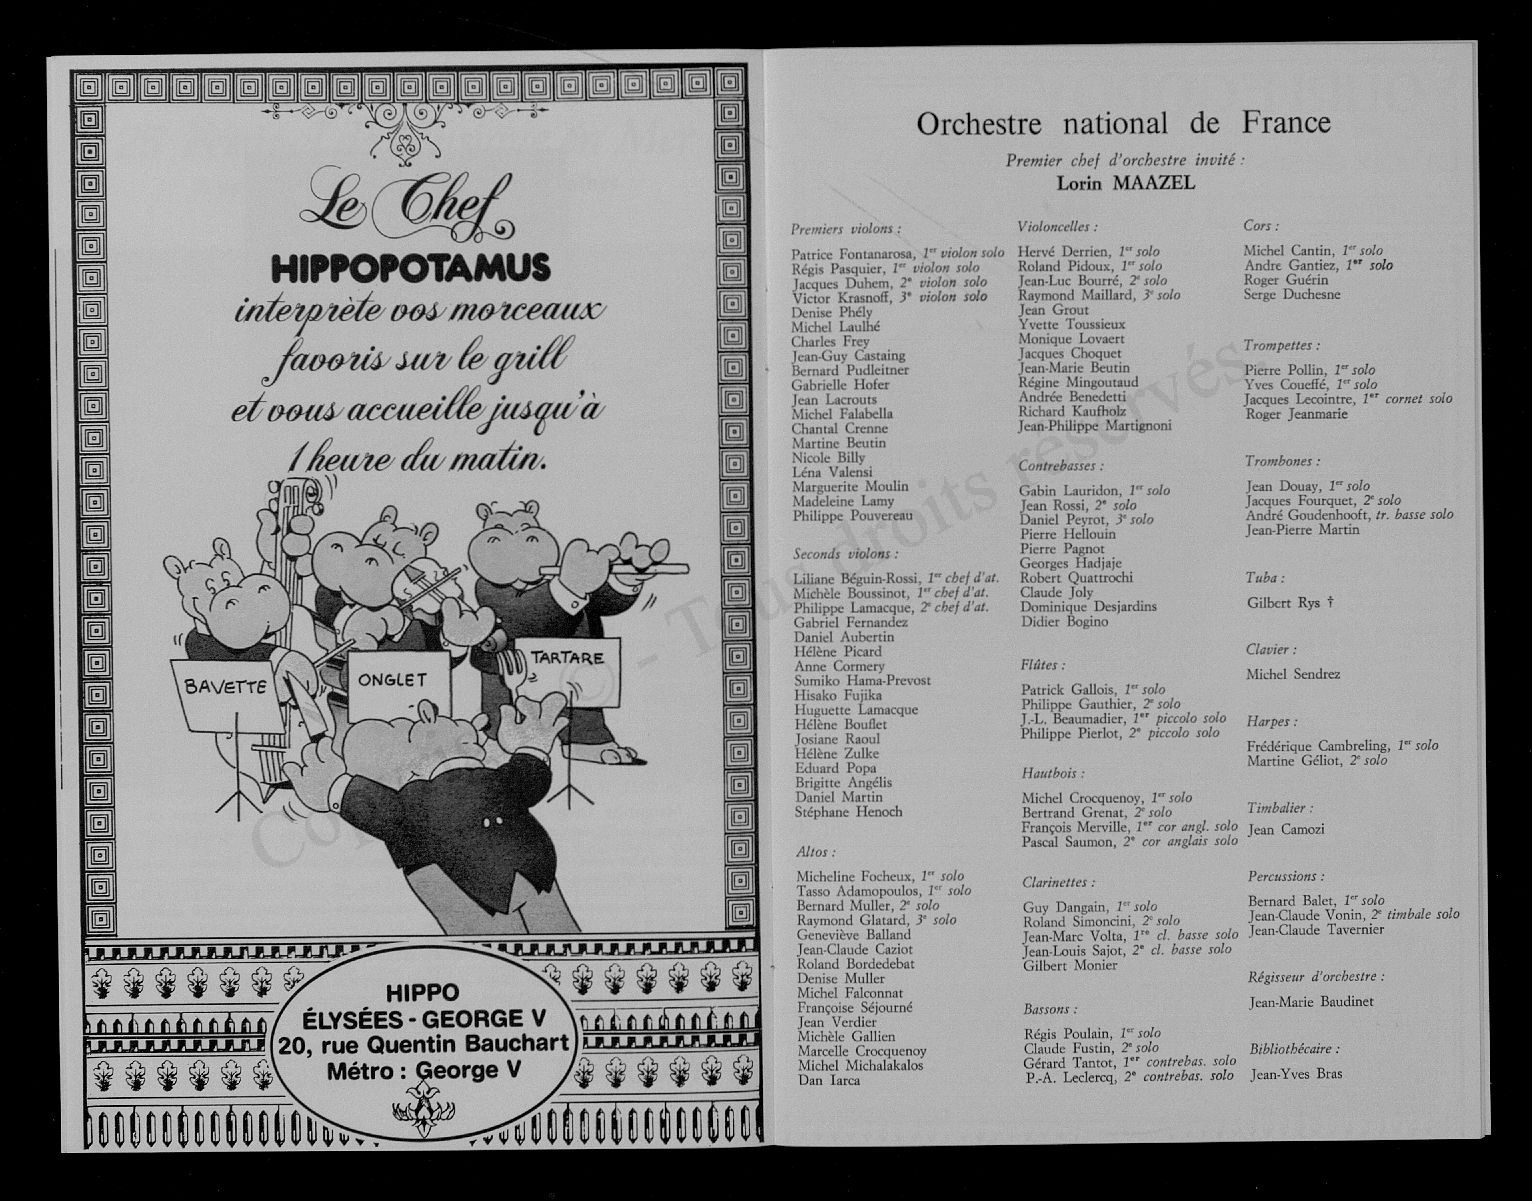 Le Chef
HIPPOPOTAMUS
interprète vos morceaux
favoris sur le grill
et vous accueille jusqu'à
1 heure du matin.
BAVETTE
ONGLET
TARTARE
HIPPO
ÉLYSÉES - GEORGE V
20, rue Quentin Bauchart
Métro : George V
Orchestre national de France
Premier chef d'orchestre invité :
Lorin MAAZEL
Premiers violons :
Patrice Fontanarosa, 1er violon solo
Régis Pasquier, 1er violon solo
Jacques Duhem, 2e violon solo
Victor Krasnoff, 3e violon solo
Denise Phély
Michel Laulhé
Charles Frey
Jean-Guy Castaing
Bernard Pudleitner
Gabrielle Hofer
Jean Lacrouts
Michel Falabella
Chantal Crenne
Martine Beutin
Nicole Billy
Léna Valensi
Marguerite Moulin
Madeleine Lamy
Philippe Pouvereau
Seconds violons :
Liliane Béguin-Rossi, 1er chef d'at.
Michèle Boussinot, 1er chef d'at.
Philippe Lamacque, 2e chef d'at.
Gabriel Fernandez
Daniel Aubertin
Hélène Picard
Anne Cormery
Sumiko Hama-Prevost
Hisako Fujika
Huguette Lamacque
Hélène Bouflet
Josiane Raoul
Hélène Zulke
Eduard Popa
Brigitte Angélis
Daniel Martin
Stéphane Henoch
Altos :
Micheline Focheux, 1er solo
Tasso Adamopoulos, 1er solo
Bernard Muller, 2e solo
Raymond Glatard, 3e solo
Geneviève Balland
Jean-Claude Caziot
Roland Bordedebat
Denise Muller
Michel Falconnat
Françoise Séjourné
Jean Verdier
Michèle Gallien
Marcelle Crocquenoy
Michel Michalakalos
Dan Iarca
Violoncelles :
Hervé Derrien, 1er solo
Roland Pidoux, 1er solo
Jean-Luc Bourré, 2e solo
Raymond Maillard, 3e solo
Jean Grout
Yvette Toussieux
Monique Lovaert
Jacques Choquet
Jean-Marie Beutin
Régine Mingoutaud
Andrée Benedetti
Richard Kaufholz
Jean-Philippe Martignoni
Contrebasses :
Gabin Lauridon, 1er solo
Jean Rossi, 2e solo
Daniel Peyrot, 3e solo
Pierre Hellouin
Pierre Pagnot
Georges Hadjaje
Robert Quattrochi
Claude Joly
Dominique Desjardins
Didier Bogino
Flûtes :
Patrick Gallois, 1er solo
Philippe Gauthier, 2e solo
J.-L. Beaumadier, 1er piccolo solo
Philippe Pierlot, 2e piccolo solo
Hautbois :
Michel Crocquenoy, 1er solo
Bertrand Grenat, 2e solo
François Merville, 1er cor angl. solo
Pascal Saumon, 2e cor anglais solo
Clarinettes :
Guy Dangain, 1er solo
Roland Simoncini, 2e solo
Jean-Marc Volta, 1re cl. basse solo
Jean-Louis Sajot, 2e cl. basse solo
Gilbert Monier
Bassons :
Régis Poulain, 1er solo
Claude Fustin, 2e solo
Gérard Tantot, 1er contrebas. solo
P.-A. Leclercq, 2e contrebas. solo
Cors :
Michel Cantin, 1er solo
Andre Gantiez, 1er solo
Roger Guérin
Serge Duchesne
Trompettes :
Pierre Pollin, 1er solo
Yves Coueffé, 1er solo
Jacques Lecointre, 1er cornet solo
Roger Jeanmarie
Trombones :
Jean Douay, 1er solo
Jacques Fourquet, 2e solo
André Goudenhooft, tr. basse solo
Jean-Pierre Martin
Tuba :
Gilbert Rys †
Clavier :
Michel Sendrez
Harpes :
Frédérique Cambreling, 1er solo
Martine Géliot, 2e solo
Timbalier :
Jean Camozi
Percussions :
Bernard Balet, 1er solo
Jean-Claude Vonin, 2e timbale solo
Jean-Claude Tavernier
Régisseur d'orchestre :
Jean-Marie Baudinet
Bibliothécaire :
Jean-Yves Bras
© - Tous droits réservés.